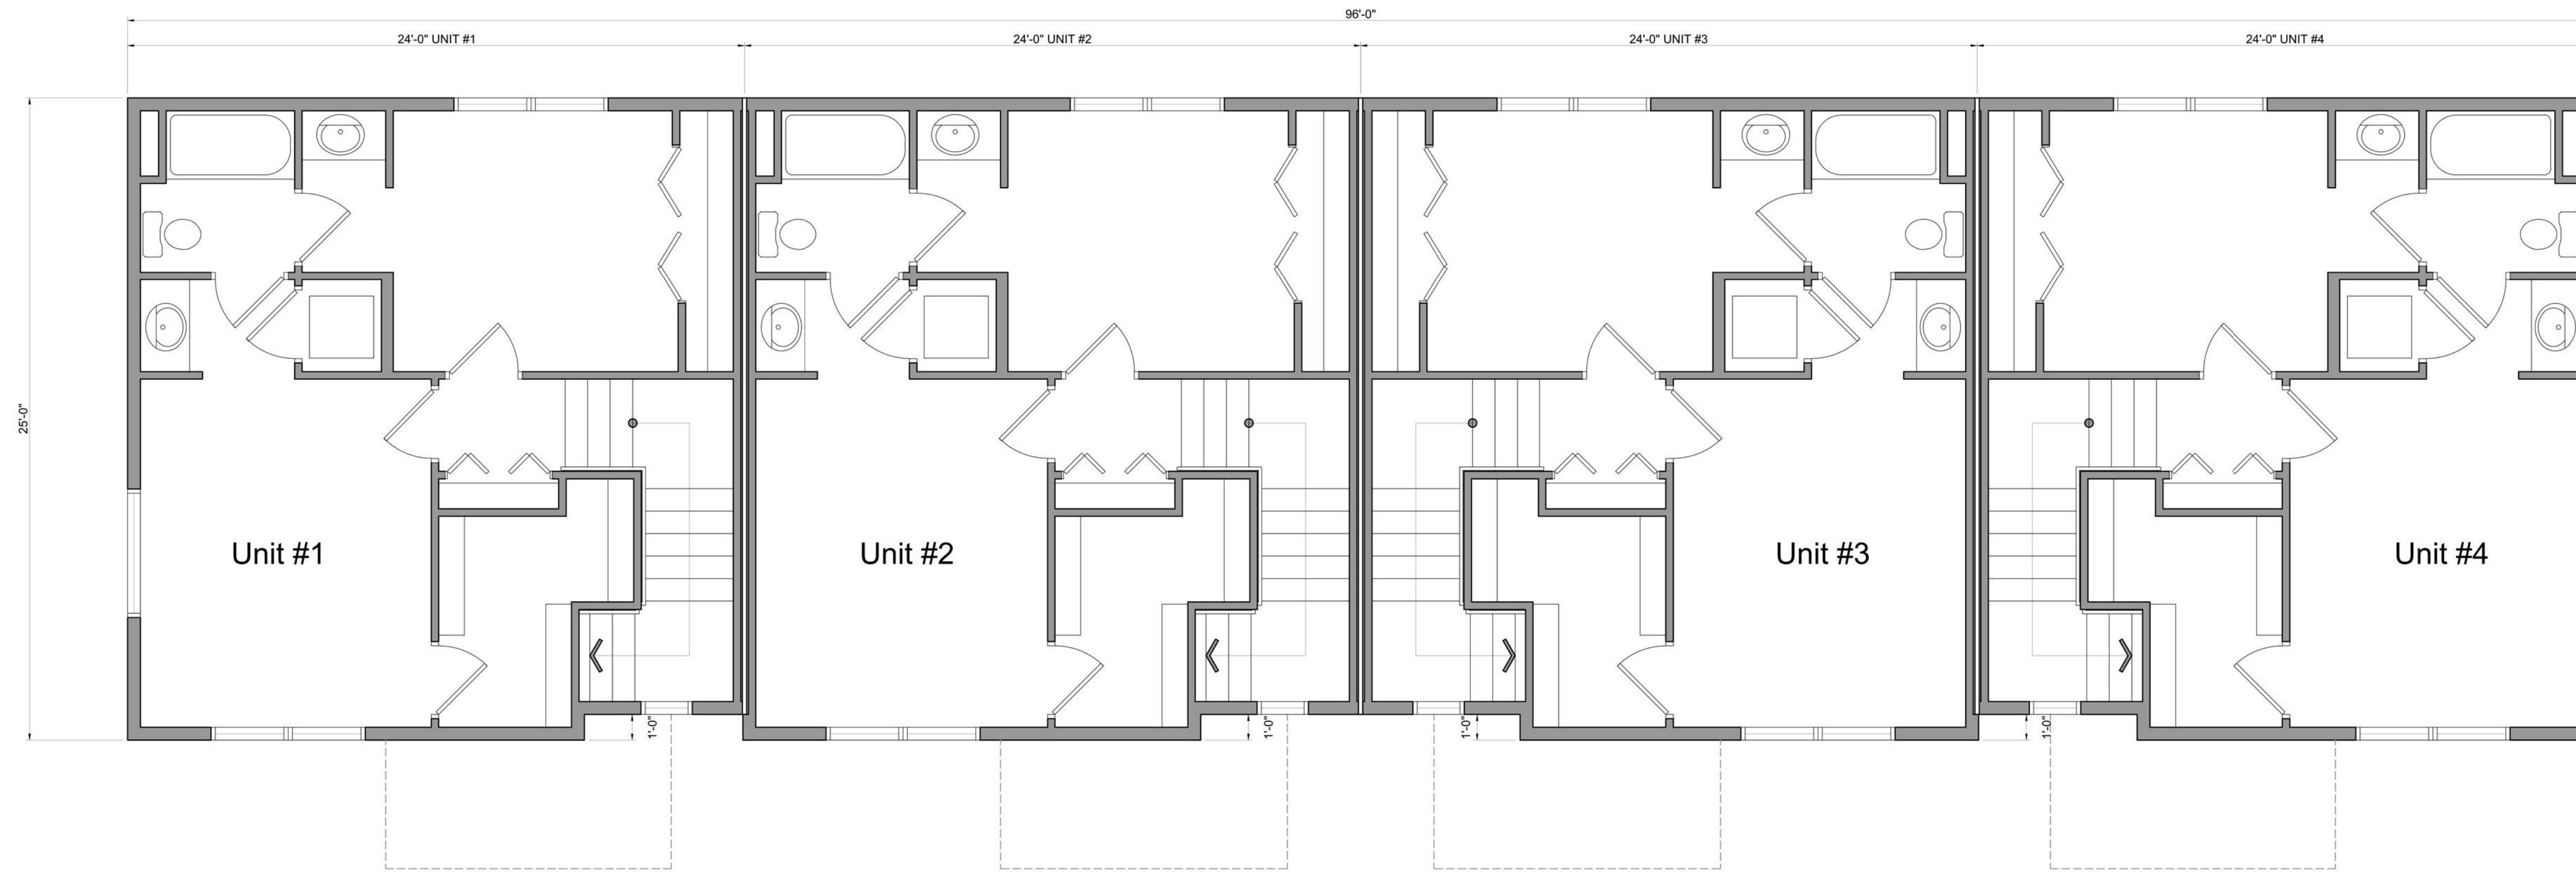 96'-0"
24'-0" UNIT #1
24'-0" UNIT #2
24'-0" UNIT #3
24'-0" UNIT #4
25'-0"
Unit #1
Unit #2
Unit #3
Unit #4
1'-0"
1'-0"
1'-0"
1'-0"